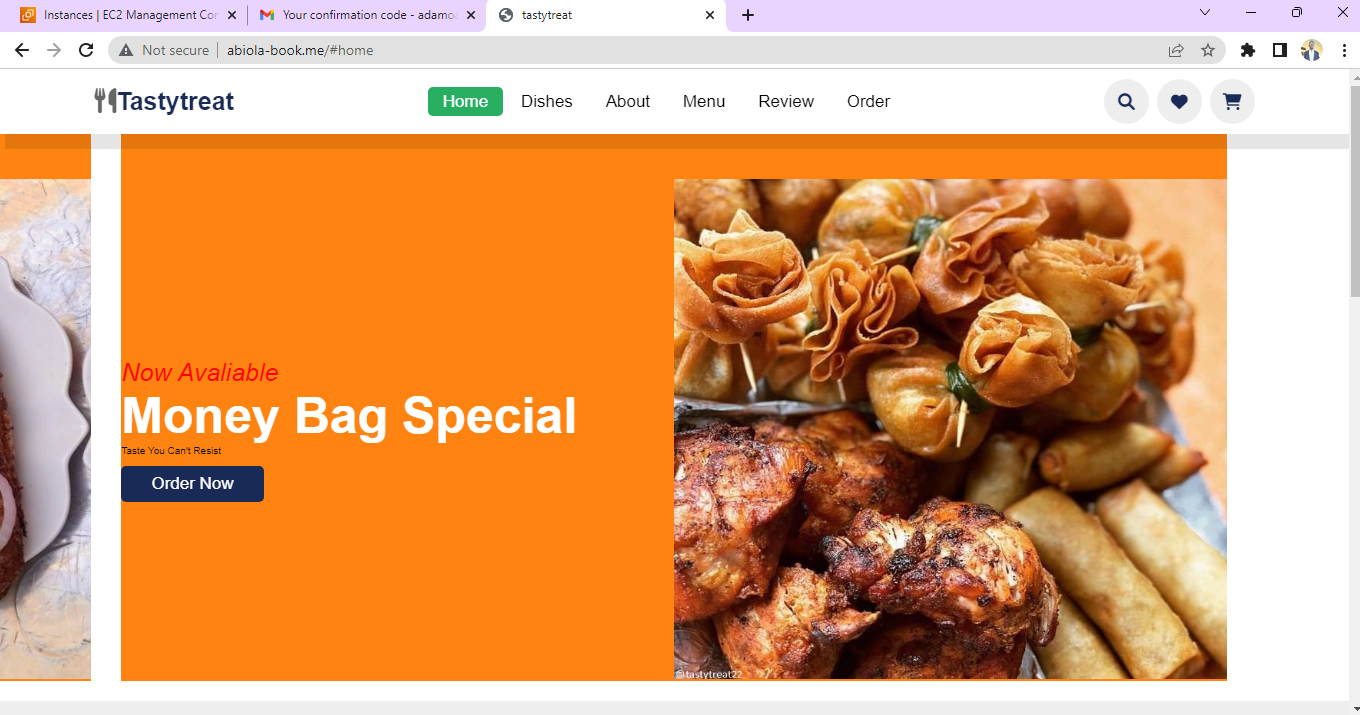 Instances | EC2 Management Cor
Your confirmation code - adamoa
tastytreat
Not secure
abiola-book.me/#home
Tastytreat
Home
Dishes
About
Menu
Review
Order
Now Avaliable
Money Bag Special
Taste You Can't Resist
Order Now
©tastytreat22